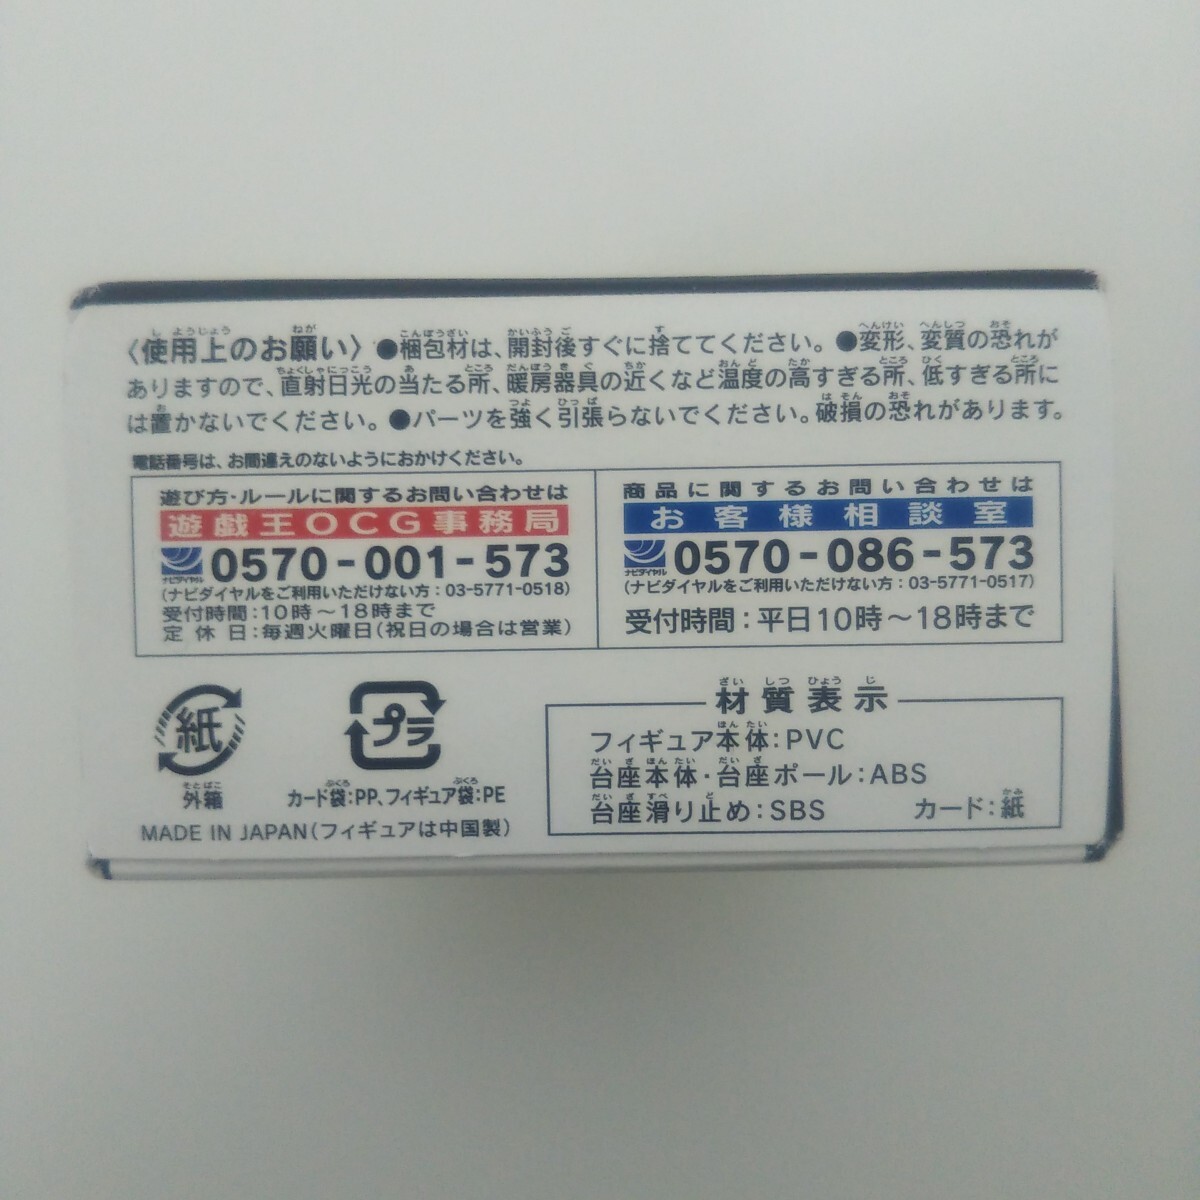 〈使用上のお願い〉●梱包材は、開封後すぐに捨ててください。●変形、変質の恐れが
ありますので、直射日光の当たる所、暖房器具の近くなど温度の高すぎる所、低すぎる所に
は置かないでください。●パーツを強く引張らないでください。破損の恐れがあります。
電話番号は、お間違えのないようにおかけください。
遊び方・ルールに関するお問い合わせは
遊戯王OCG事務局
ナビダイヤル 0570-001-573
(ナビダイヤルをご利用いただけない方：03-5771-0518)
受付時間：10時～18時まで
定休日：毎週火曜日(祝日の場合は営業)
商品に関するお問い合わせは
お客様相談室
ナビダイヤル 0570-086-573
(ナビダイヤルをご利用いただけない方：03-5771-0517)
受付時間：平日10時～18時まで
紙
外箱
プラ
カード袋：PP、フィギュア袋：PE
MADE IN JAPAN(フィギュアは中国製)
材質表示
フィギュア本体：PVC
台座本体・台座ポール：ABS
台座滑り止め：SBS カード：紙